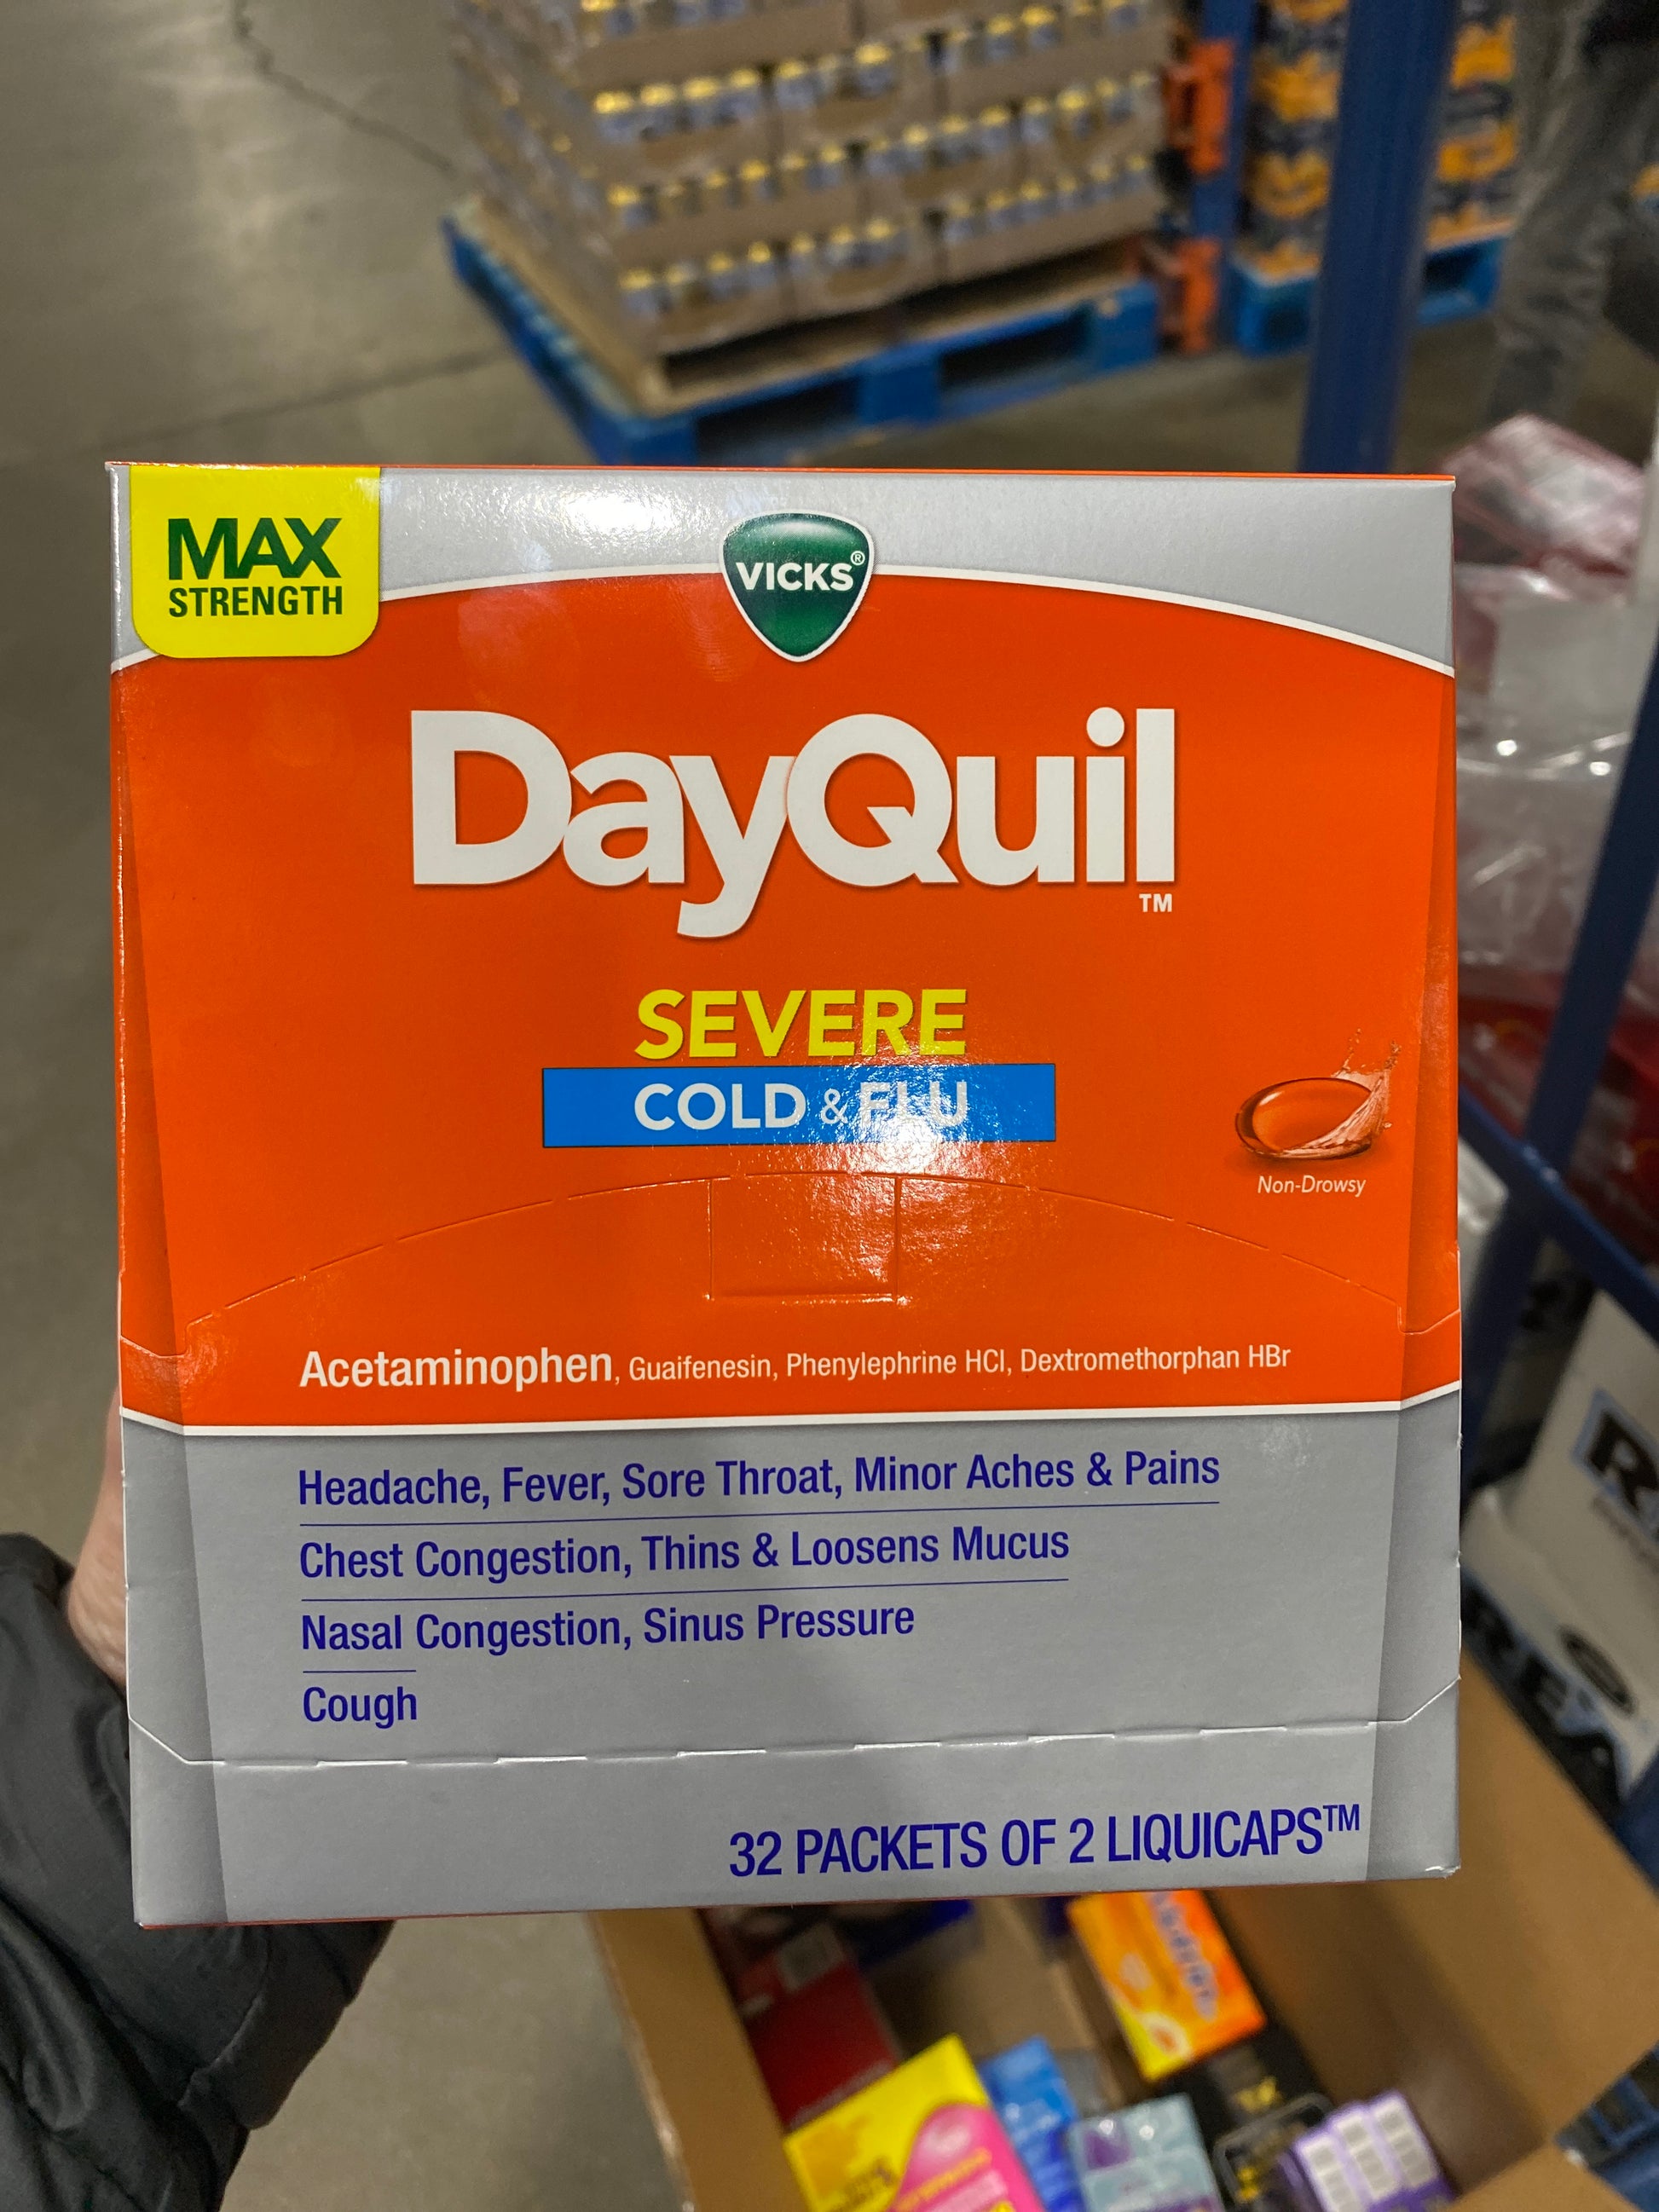 MAX
STRENGTH
VICKS®
DayQuil
TM
SEVERE
COLD & FLU
Non-Drowsy
Acetaminophen, Guaifenesin, Phenylephrine HCl, Dextromethorphan HBr
Headache, Fever, Sore Throat, Minor Aches & Pains
Chest Congestion, Thins & Loosens Mucus
Nasal Congestion, Sinus Pressure
Cough
32 PACKETS OF 2 LIQUICAPS™